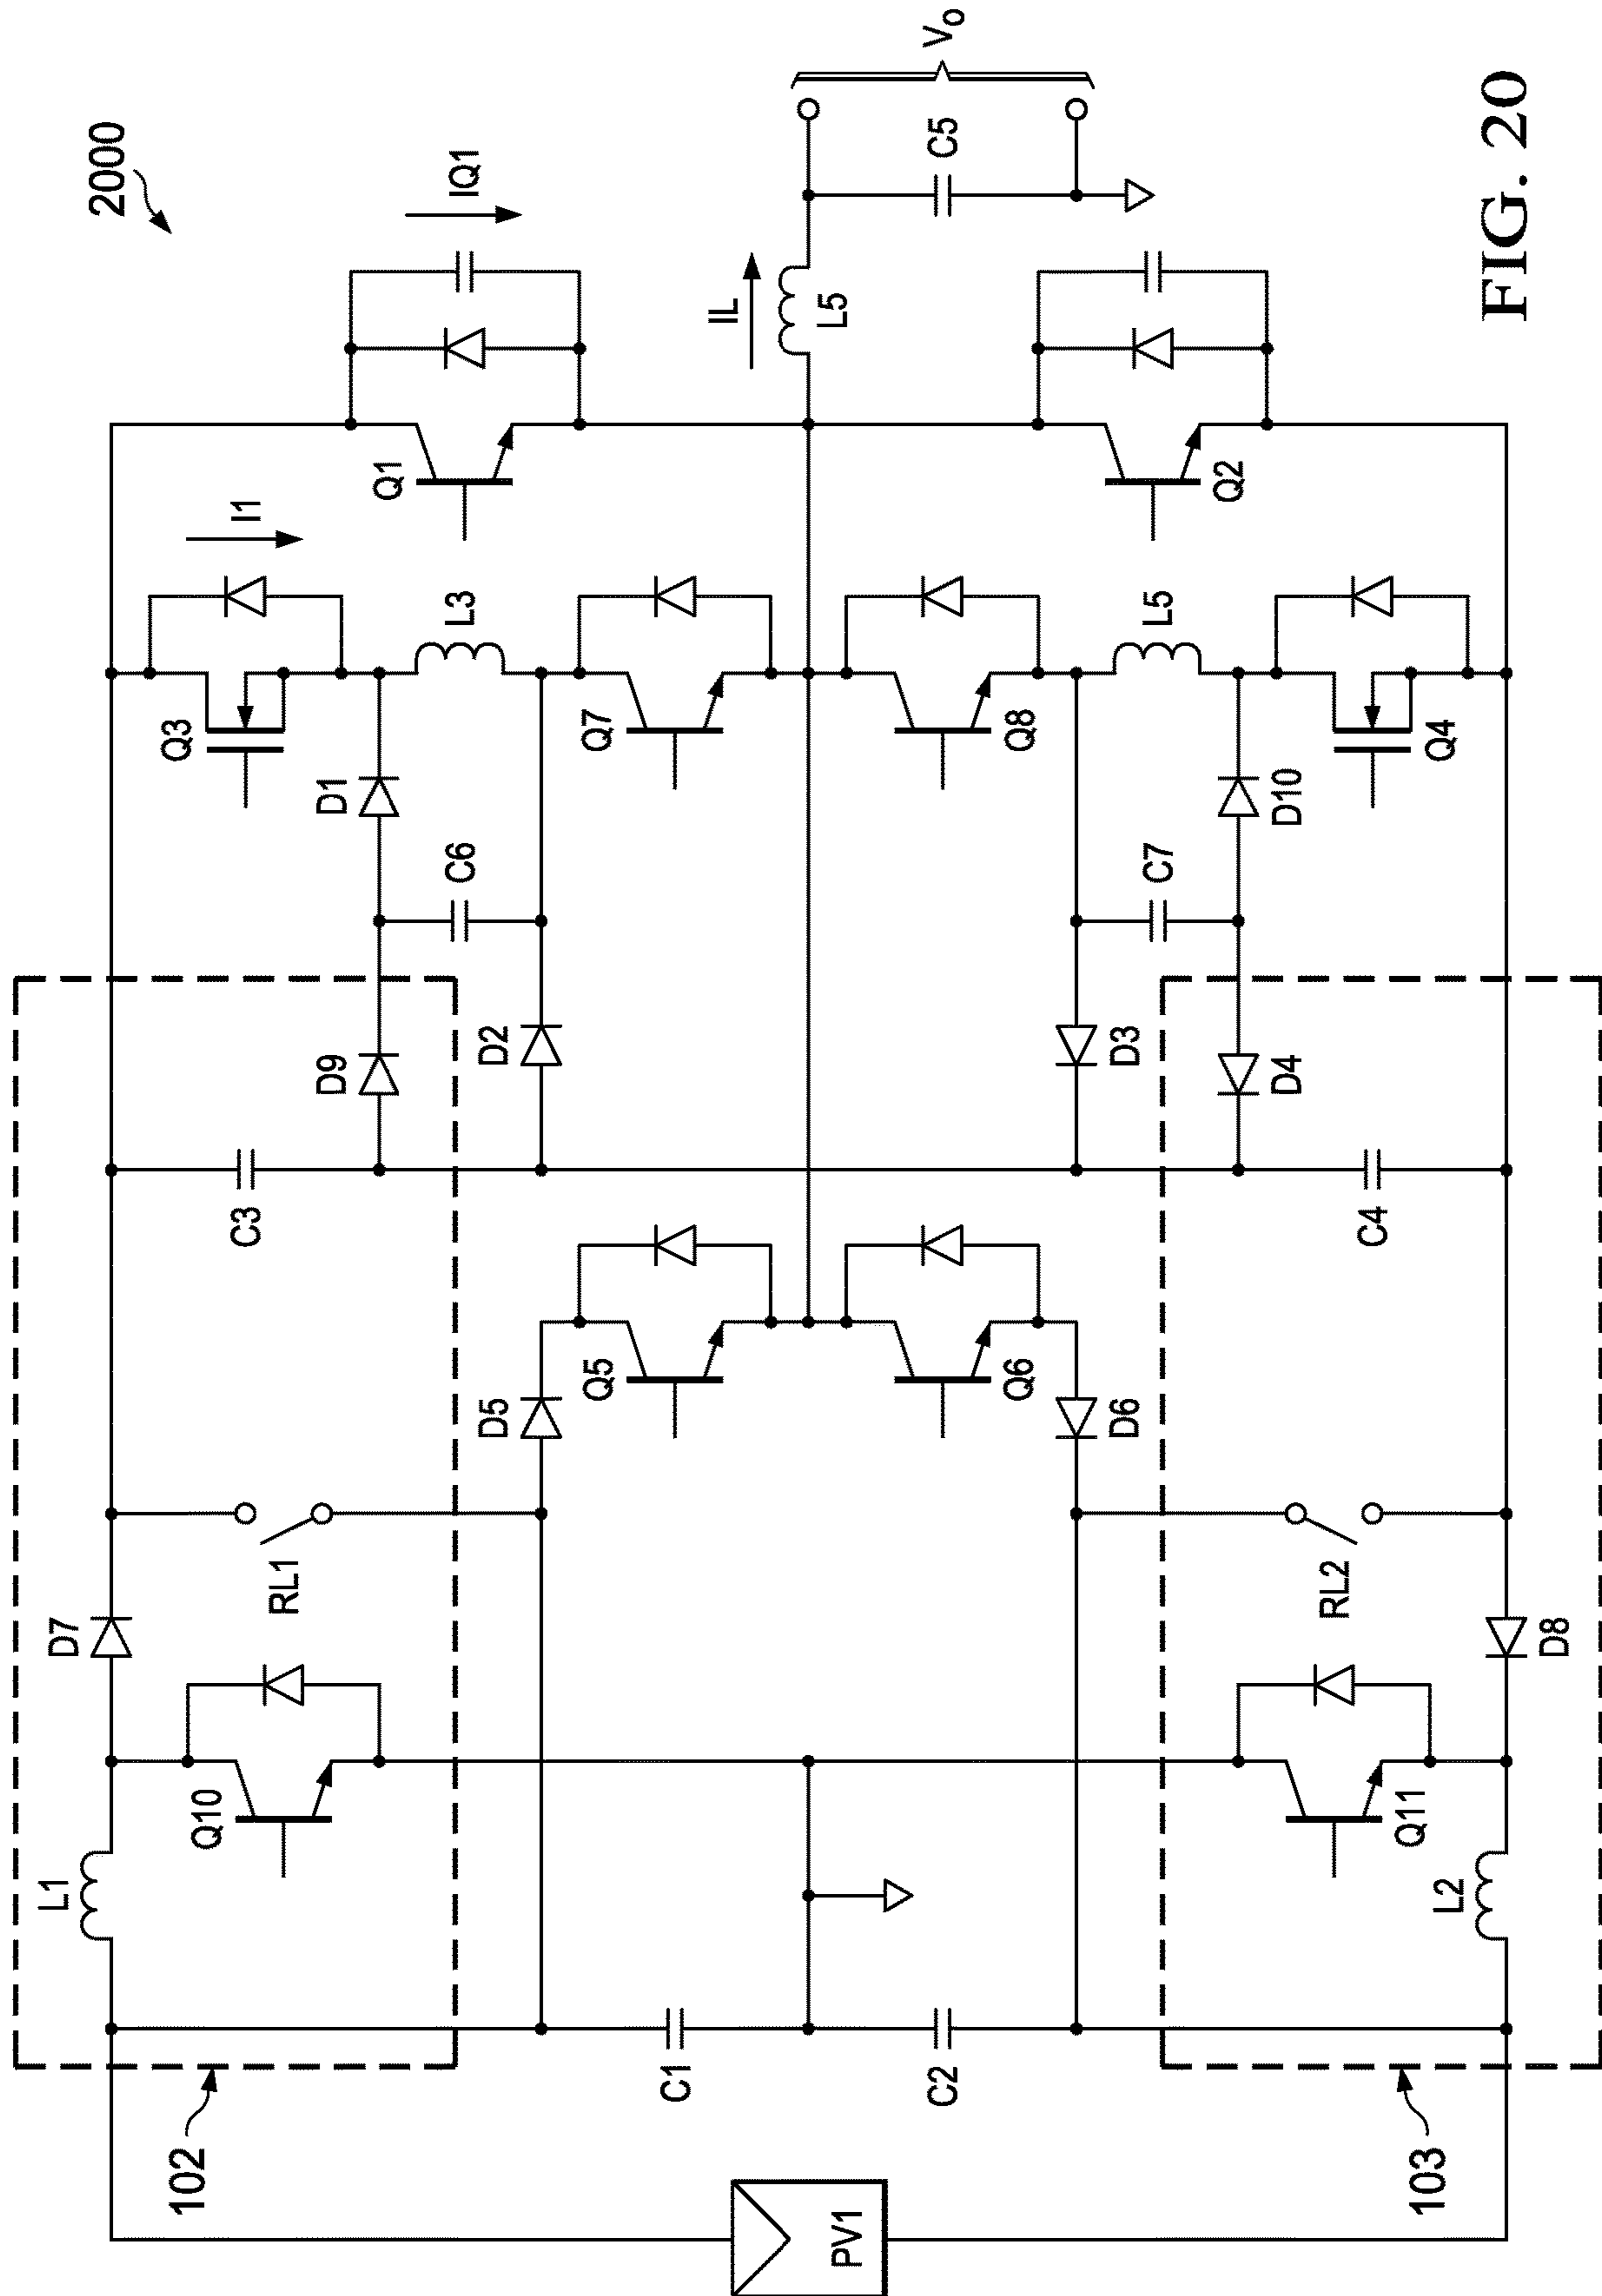 2000
102
L1
D7
Q10
RL1
C3
D9
D1
Q3
I1
Q1
IQ1
D5
D2
C6
L3
Q5
Q7
PV1
C1
C2
IL
L5
C5
Vo
Q6
Q8
D6
D3
C7
L5
Q2
103
L2
Q11
RL2
D8
C4
D4
D10
Q4
FIG. 20